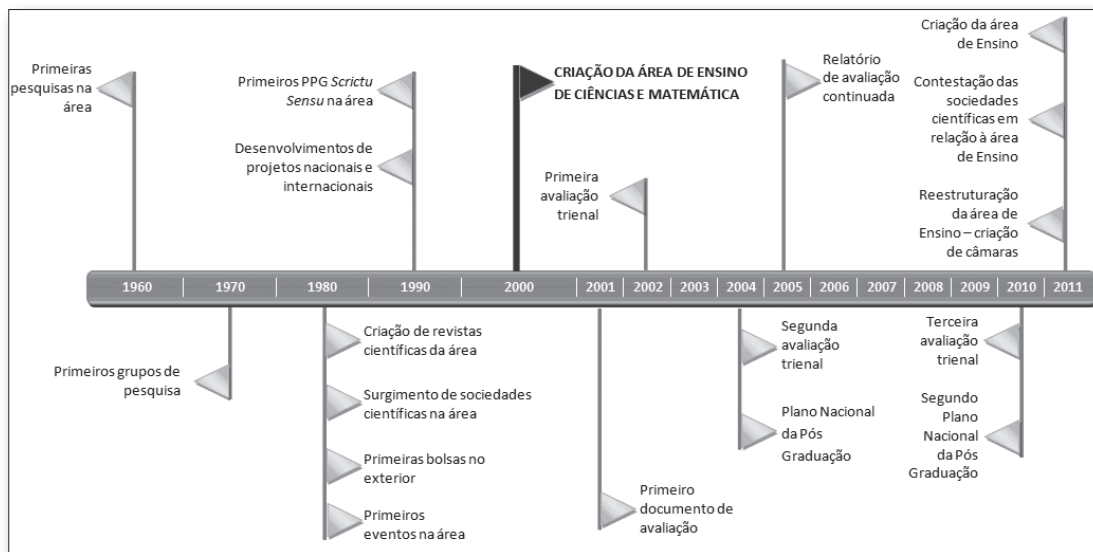 Primeiras
pesquisas na
área
Primeiros PPG Scrictu
Sensu na área
Desenvolvimentos de
projetos nacionais e
internacionais
CRIAÇÃO DA ÁREA DE ENSINO
DE CIÊNCIAS E MATEMÁTICA
Primeira
avaliação
trienal
Relatório
de avaliação
continuada
Criação da área
de Ensino
Contestação das
sociedades
científicas em
relação à área
de Ensino
Reestruturação
da área de
Ensino – criação
de câmaras
1960
1970
1980
1990
2000
2001
2002
2003
2004
2005
2006
2007
2008
2009
2010
2011
Primeiros grupos de
pesquisa
Criação de revistas
científicas da área
Surgimento de sociedades
científicas na área
Primeiras bolsas no
exterior
Primeiros
eventos na área
Primeiro
documento de
avaliação
Segunda
avaliação
trienal
Plano Nacional
da Pós
Graduação
Terceira
avaliação
trienal
Segundo
Plano
Nacional
da Pós
Graduação